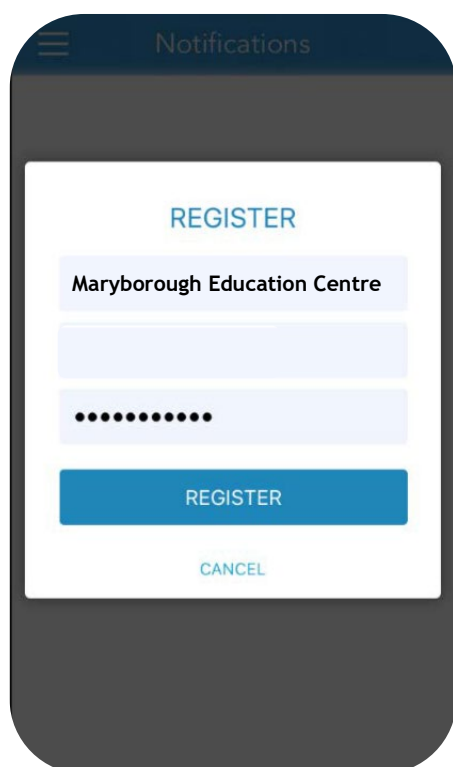 Notifications
REGISTER
Maryborough Education Centre
•••••••••••
REGISTER
CANCEL